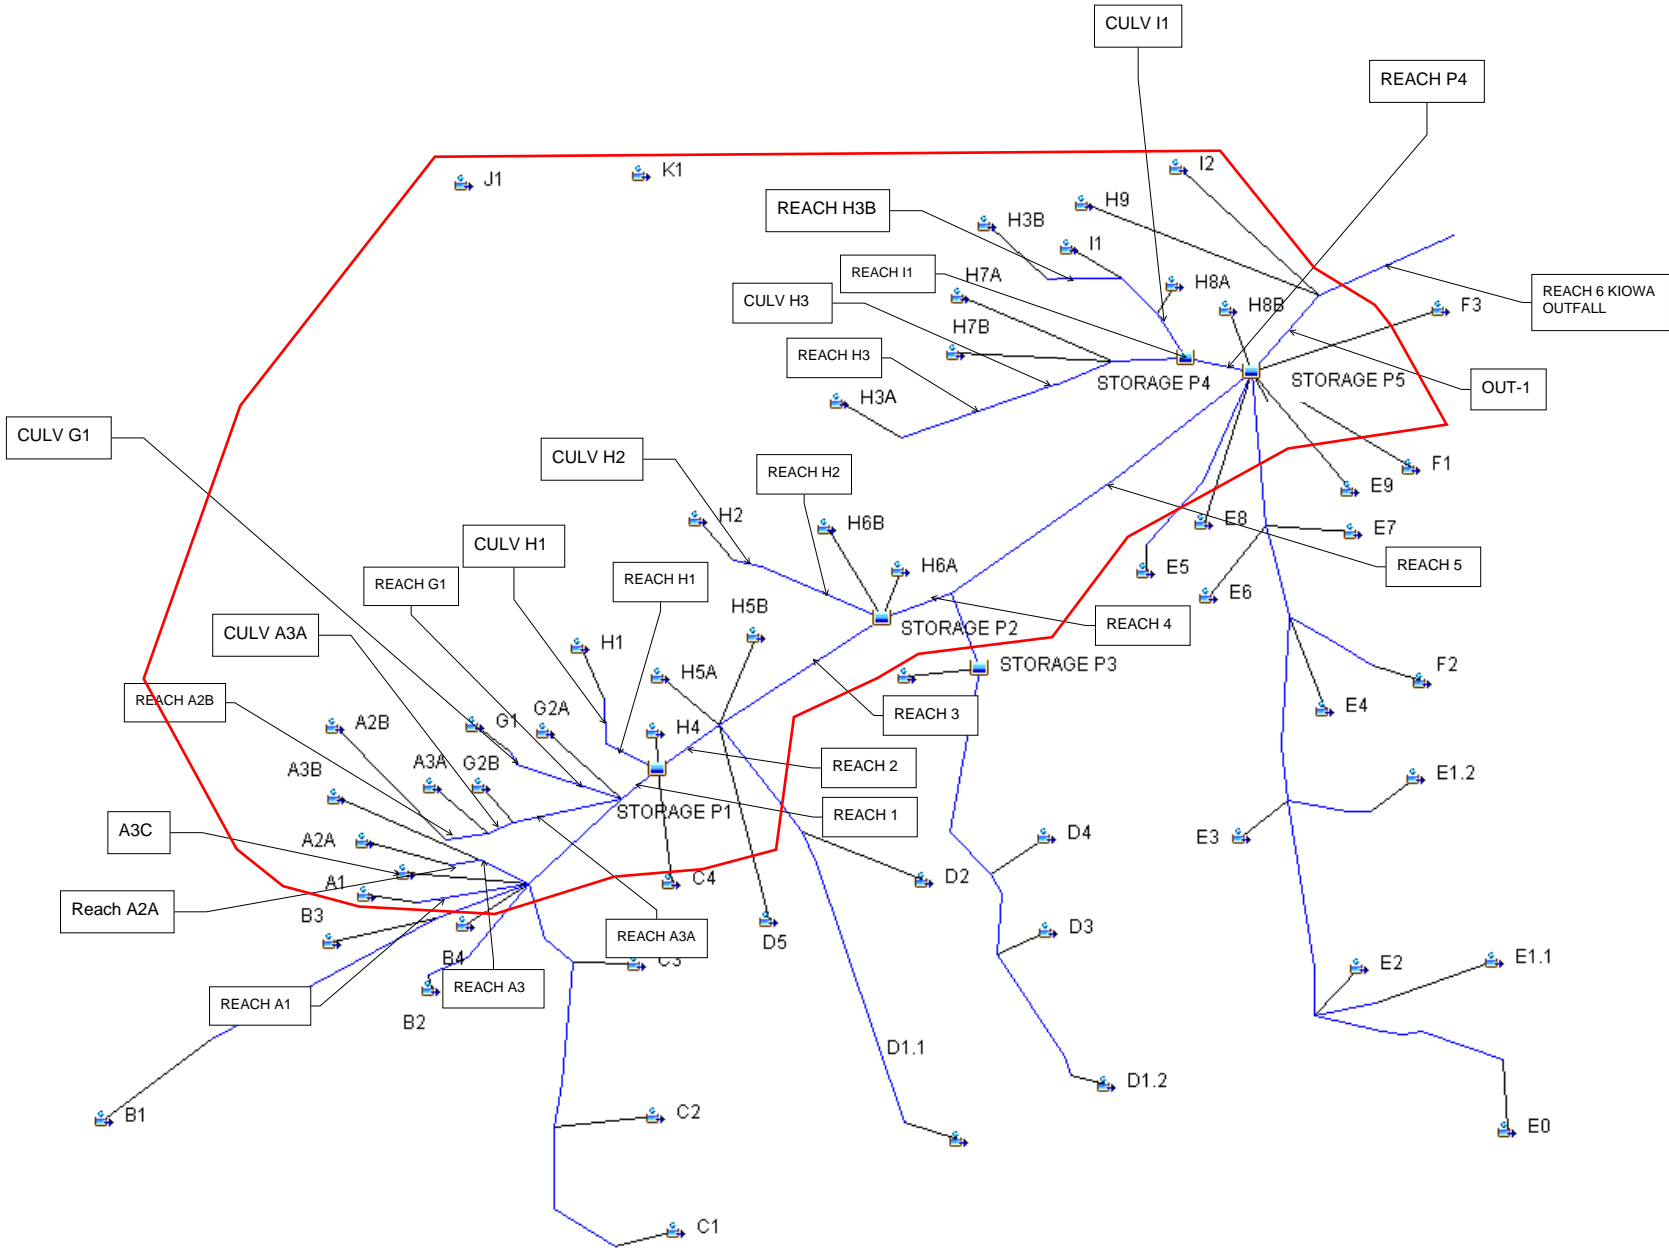 CULV I1
REACH P4
J1
K1
I2
H9
REACH H3B
H3B
I1
REACH I1
H7A
H8A
CULV H3
H8B
REACH 6 KIOWA
OUTFALL
F3
H7B
REACH H3
STORAGE P4
STORAGE P5
OUT-1
H3A
CULV G1
CULV H2
REACH H2
F1
E9
H2
H6B
E8
E7
CULV H1
H6A
E5
REACH 5
REACH G1
REACH H1
E6
H5B
CULV A3A
STORAGE P2
REACH 4
H1
STORAGE P3
F2
H5A
REACH A2B
A2B
G1
G2A
H4
REACH 3
E4
A3B
A3A
G2B
REACH 2
E1.2
STORAGE P1
REACH 1
A3C
A2A
D4
E3
A1
C4
D2
Reach A2A
B3
REACH A3A
D5
D3
B4
C3
E2
E1.1
REACH A1
REACH A3
B2
D1.1
D1.2
B1
C2
E0
C1